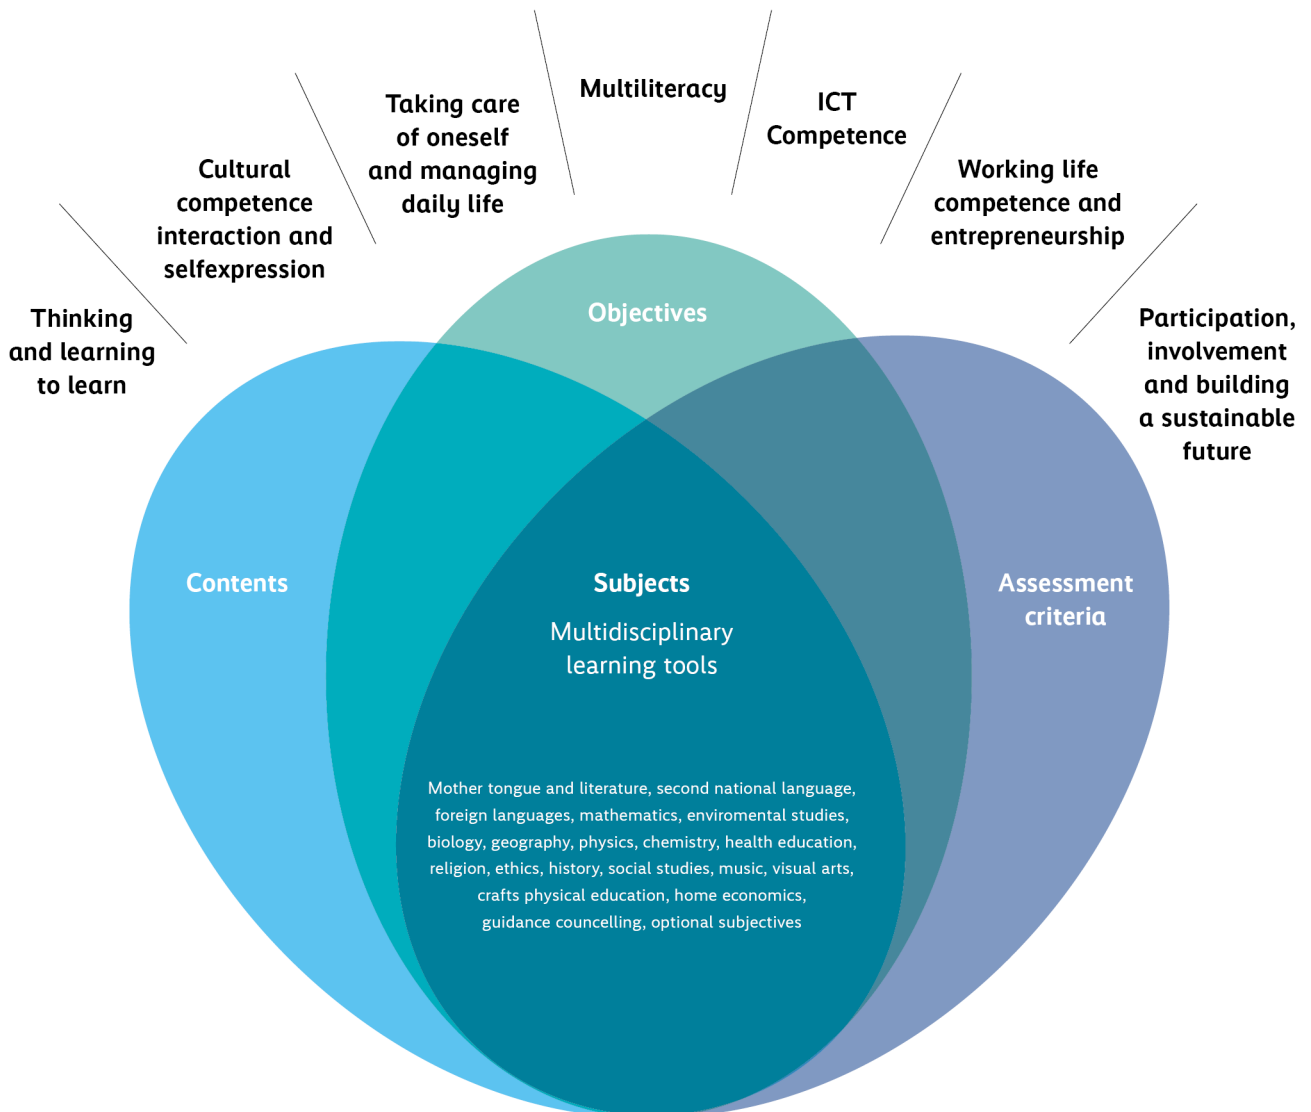 Thinking
and learning
to learn
Cultural
competence
interaction and
selfexpression
Taking care
of oneself
and managing
daily life
Multiliteracy
ICT
Competence
Working life
competence and
entrepreneurship
Participation,
involvement
and building
a sustainable
future
Objectives
Contents
Subjects
Multidisciplinary
learning tools
Mother tongue and literature, second national language,
foreign languages, mathematics, enviromental studies,
biology, geography, physics, chemistry, health education,
religion, ethics, history, social studies, music, visual arts,
crafts physical education, home economics,
guidance councelling, optional subjectives
Assessment
criteria